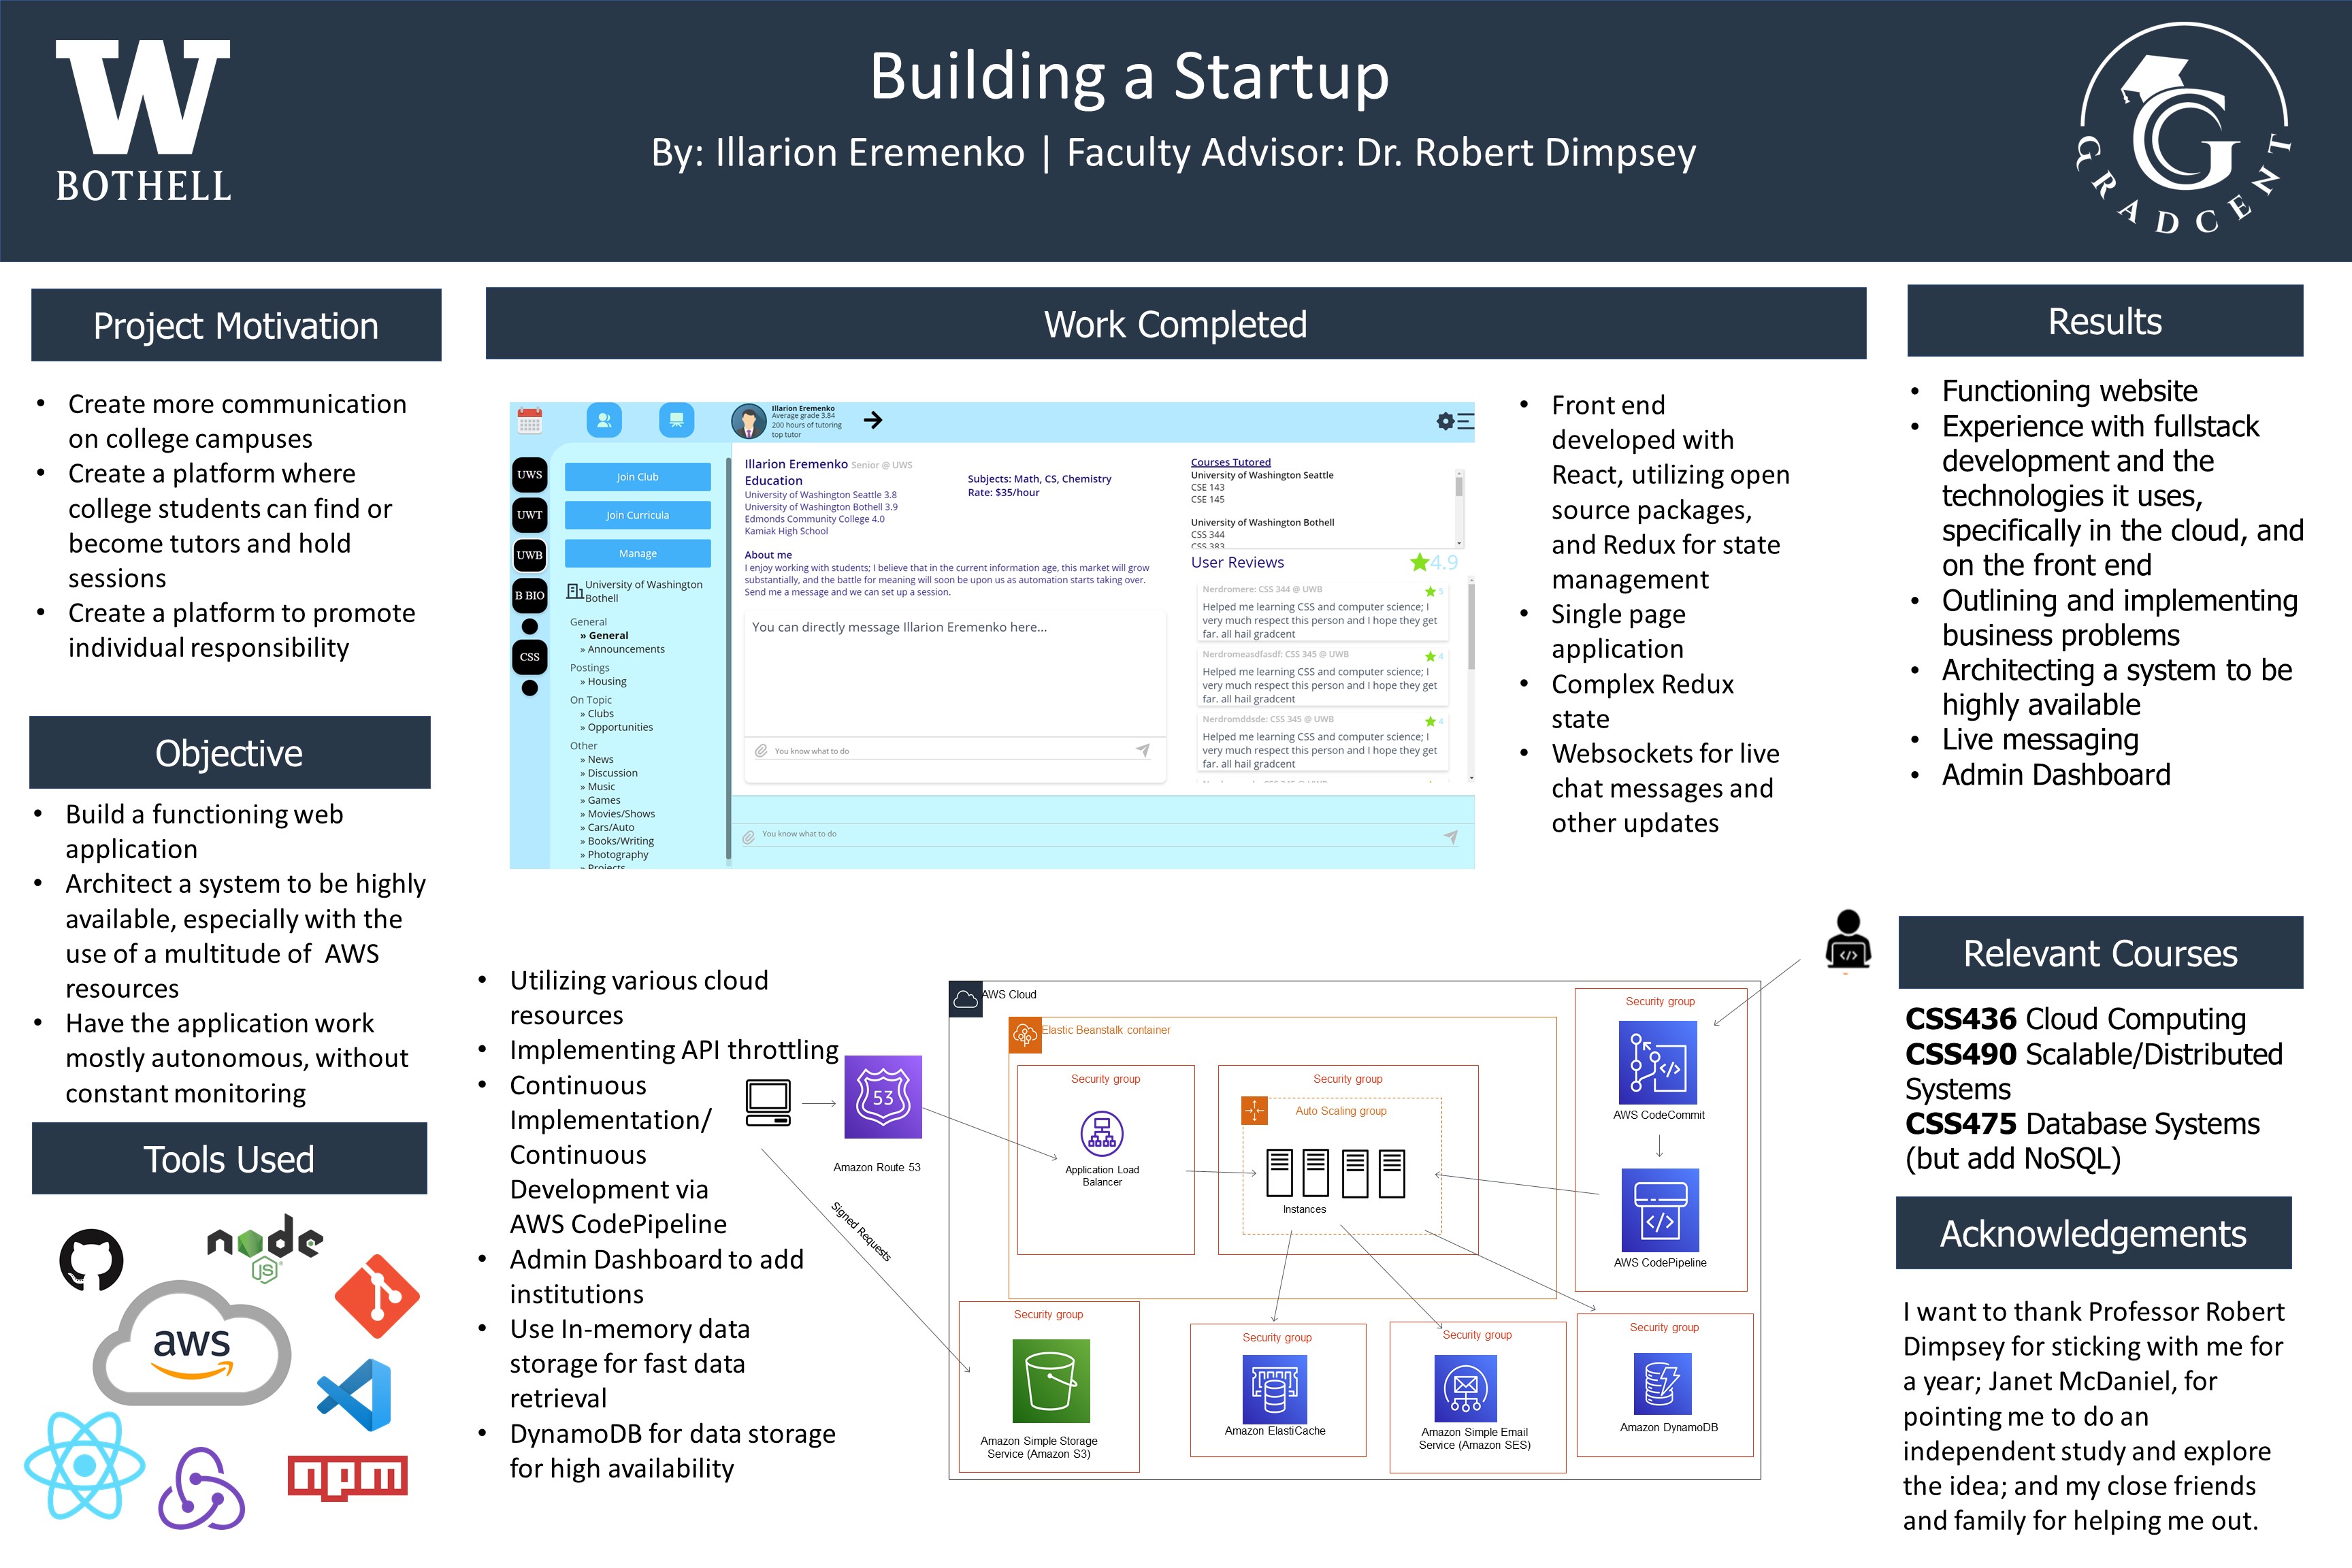 W
BOTHELL
Building a Startup
By: Illarion Eremenko | Faculty Advisor: Dr. Robert Dimpsey
G
GRADCENT
Project Motivation
• Create more communication
on college campuses
• Create a platform where
college students can find or
become tutors and hold
sessions
• Create a platform to promote
individual responsibility
Objective
• Build a functioning web
application
• Architect a system to be highly
available, especially with the
use of a multitude of AWS
resources
• Have the application work
mostly autonomous, without
constant monitoring
Tools Used
node
JS
aws
npm
Work Completed
Illarion Eremenko
Average grade 3.84
200 hours of tutoring
top tutor
UWS
UWT
UWB
B BIO
CSS
Join Club
Join Curricula
Manage
University of Washington
Bothell
General
» General
» Announcements
Postings
» Housing
On Topic
» Clubs
» Opportunities
Other
» News
» Discussion
» Music
» Games
» Movies/Shows
» Cars/Auto
» Books/Writing
» Photography
» Projects
Illarion Eremenko Senior @ UWS
Education
University of Washington Seattle 3.8
University of Washington Bothell 3.9
Edmonds Community College 4.0
Kamiak High School
Subjects: Math, CS, Chemistry
Rate: $35/hour
About me
I enjoy working with students; I believe that in the current information age, this market will grow
substantially, and the battle for meaning will soon be upon us as automation starts taking over.
Send me a message and we can set up a session.
You can directly message Illarion Eremenko here...
You know what to do
You know what to do
Courses Tutored
University of Washington Seattle
CSE 143
CSE 145
University of Washington Bothell
CSS 344
CSS 383
User Reviews 4.9
Nerdromere: CSS 344 @ UWB 5
Helped me learning CSS and computer science; I
very much respect this person and I hope they get
far. all hail gradcent
Nerdromeasdfasdf: CSS 345 @ UWB 4
Helped me learning CSS and computer science; I
very much respect this person and I hope they get
far. all hail gradcent
Nerdromddsde: CSS 345 @ UWB 4
Helped me learning CSS and computer science; I
very much respect this person and I hope they get
far. all hail gradcent
• Front end
developed with
React, utilizing open
source packages,
and Redux for state
management
• Single page
application
• Complex Redux
state
• Websockets for live
chat messages and
other updates
• Utilizing various cloud
resources
• Implementing API throttling
• Continuous
Implementation/
Continuous
Development via
AWS CodePipeline
• Admin Dashboard to add
institutions
• Use In-memory data
storage for fast data
retrieval
• DynamoDB for data storage
for high availability
53
Amazon Route 53
Signed Requests
AWS Cloud
Elastic Beanstalk container
Security group
Application Load
Balancer
Security group
Auto Scaling group
Instances
Security group
AWS CodeCommit
AWS CodePipeline
Security group
Amazon Simple Storage
Service (Amazon S3)
Security group
Amazon ElastiCache
Security group
Amazon Simple Email
Service (Amazon SES)
Security group
Amazon DynamoDB
Results
• Functioning website
• Experience with fullstack
development and the
technologies it uses,
specifically in the cloud, and
on the front end
• Outlining and implementing
business problems
• Architecting a system to be
highly available
• Live messaging
• Admin Dashboard
Relevant Courses
CSS436 Cloud Computing
CSS490 Scalable/Distributed
Systems
CSS475 Database Systems
(but add NoSQL)
Acknowledgements
I want to thank Professor Robert
Dimpsey for sticking with me for
a year; Janet McDaniel, for
pointing me to do an
independent study and explore
the idea; and my close friends
and family for helping me out.